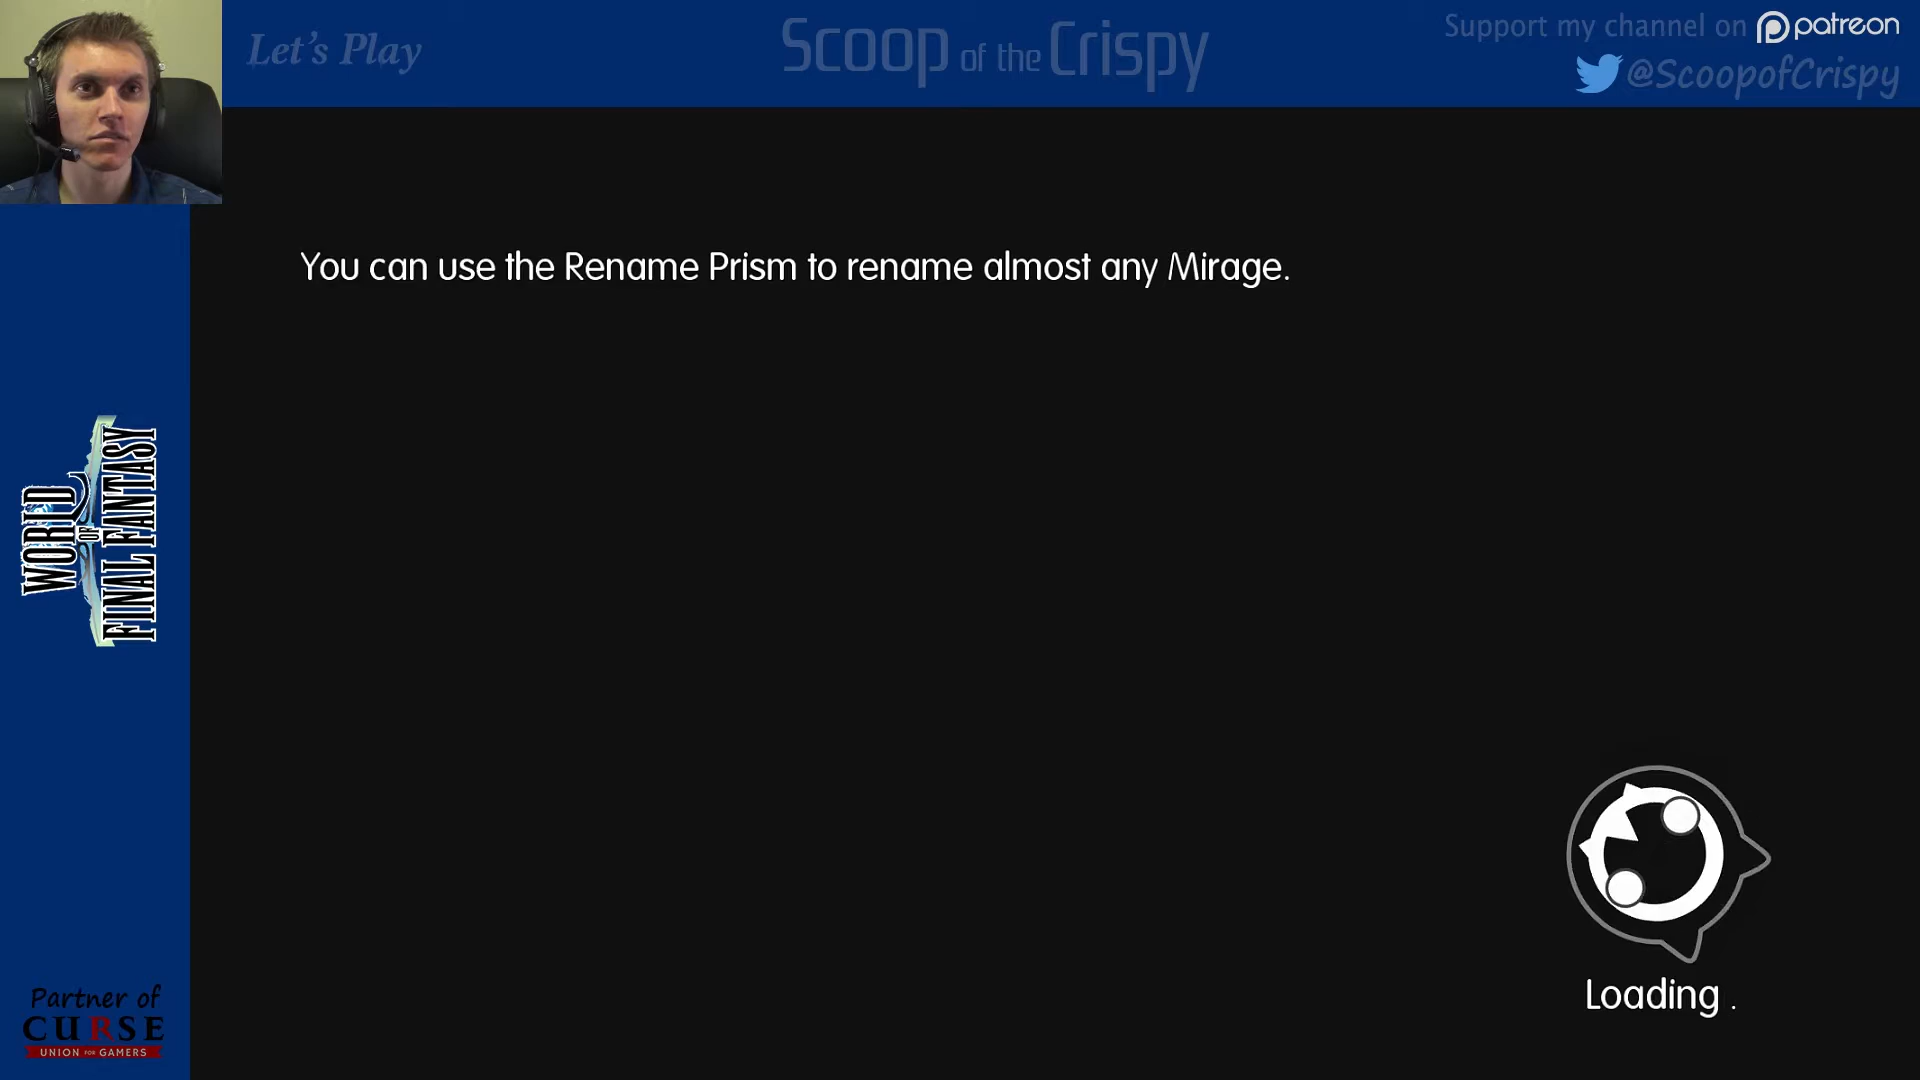 Let's Play
Scoop of the Crispy
Support my channel on patreon
@ScoopofCrispy
You can use the Rename Prism to rename almost any Mirage.
WORLD
OF
FINAL FANTASY
Loading .
Partner of
CURSE
UNION FOR GAMERS